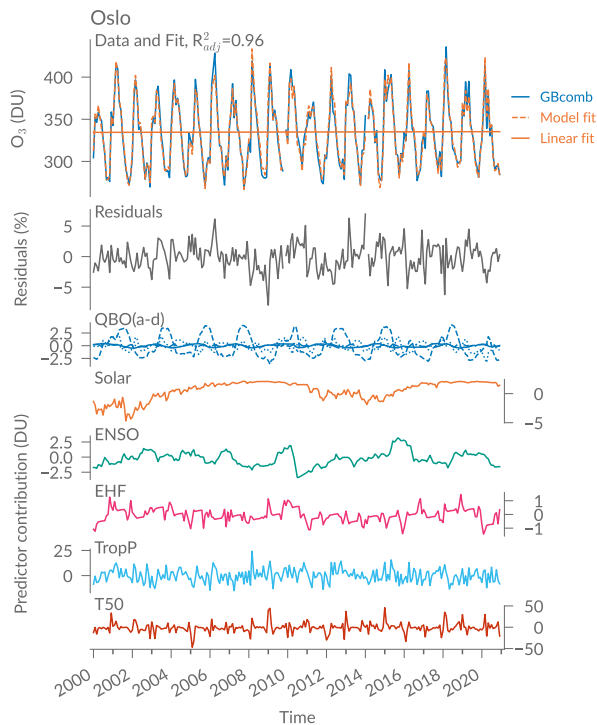 Oslo
Data and Fit, R²adj=0.96
O₃ (DU)
400
350
300
GBcomb
Model fit
Linear fit
Residuals
Residuals (%)
5
0
−5
QBO(a-d)
2.5
0.0
−2.5
Solar
0
−5
Predictor contribution (DU)
ENSO
2.5
0.0
−2.5
EHF
1
0
−1
TropP
25
0
T50
50
0
−50
2000
2002
2004
2006
2008
2010
2012
2014
2016
2018
2020
Time